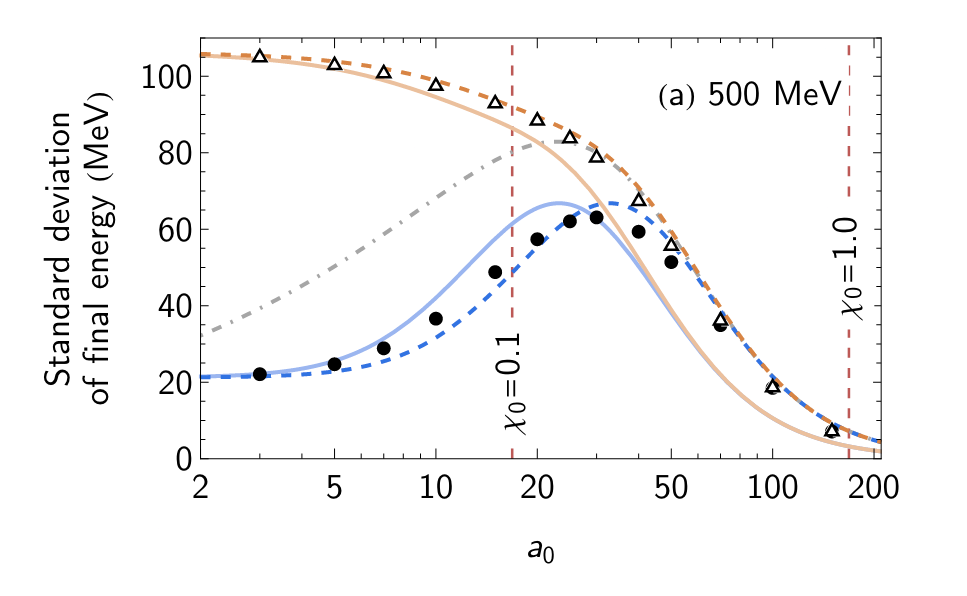 Standard deviation
of final energy (MeV)
100
80
60
40
20
0
(a) 500 MeV
χ₀=0.1
χ₀=1.0
2 5 10 20 50 100 200
a₀